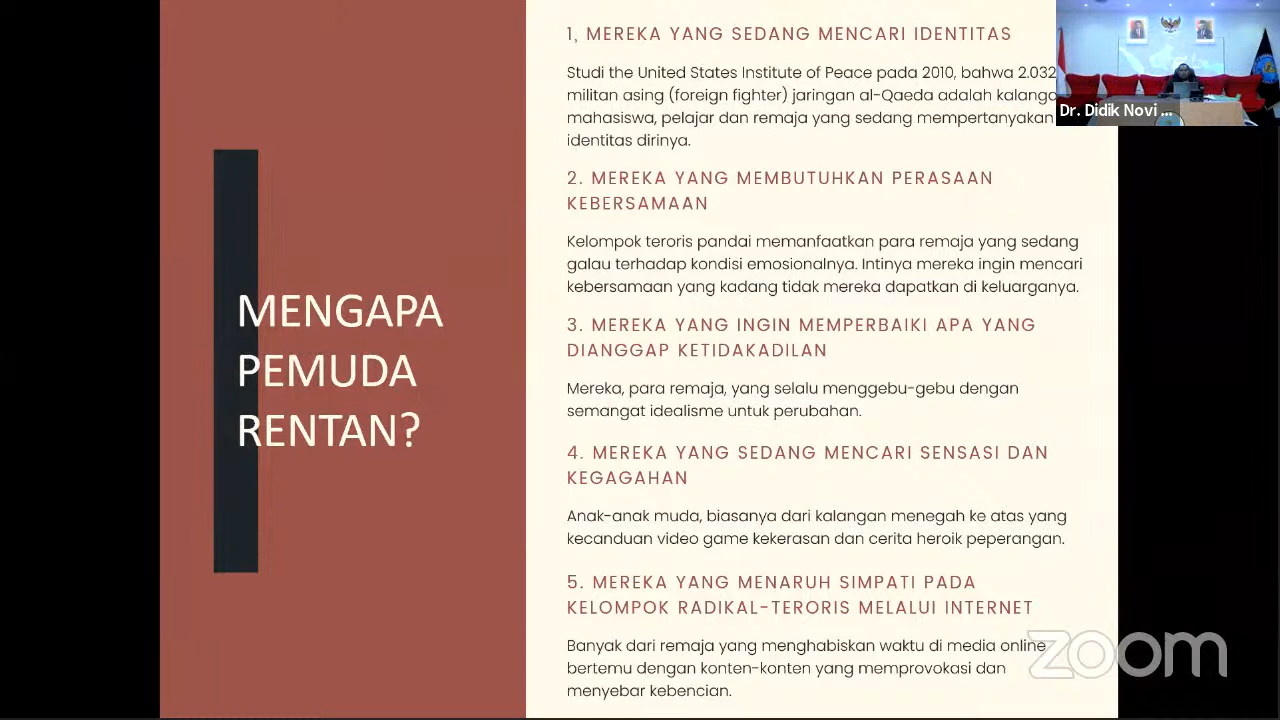 MENGAPA
PEMUDA
RENTAN?
1, MEREKA YANG SEDANG MENCARI IDENTITAS
Studi the United States Institute of Peace pada 2010, bahwa 2.032
militan asing (foreign fighter) jaringan al-Qaeda adalah
mahasiswa, pelajar dan remaja yang sedang mempertanyakan
identitas dirinya.
2. MEREKA YANG MEMBUTUHKAN PERASAAN
KEBERSAMAAN
Kelompok teroris pandai memanfaatkan para remaja yang sedang
galau terhadap kondisi emosionalnya. Intinya mereka ingin mencari
kebersamaan yang kadang tidak mereka dapatkan di keluarganya.
3. MEREKA YANG INGIN MEMPERBAIKI APA YANG
DIANGGAP KETIDAKADILAN
Mereka, para remaja, yang selalu menggebu-gebu dengan
semangat idealisme untuk perubahan.
4. MEREKA YANG SEDANG MENCARI SENSASI DAN
KEGAGAHAN
Anak-anak muda, biasanya dari kalangan menegah ke atas yang
kecanduan video game kekerasan dan cerita heroik peperangan.
5. MEREKA YANG MENARUH SIMPATI PADA
KELOMPOK RADIKAL-TERORIS MELALUI INTERNET
Banyak dari remaja yang menghabiskan waktu di media online
bertemu dengan konten-konten yang memprovokasi dan
menyebar kebencian.
Dr. Didik Novi ...
zoom